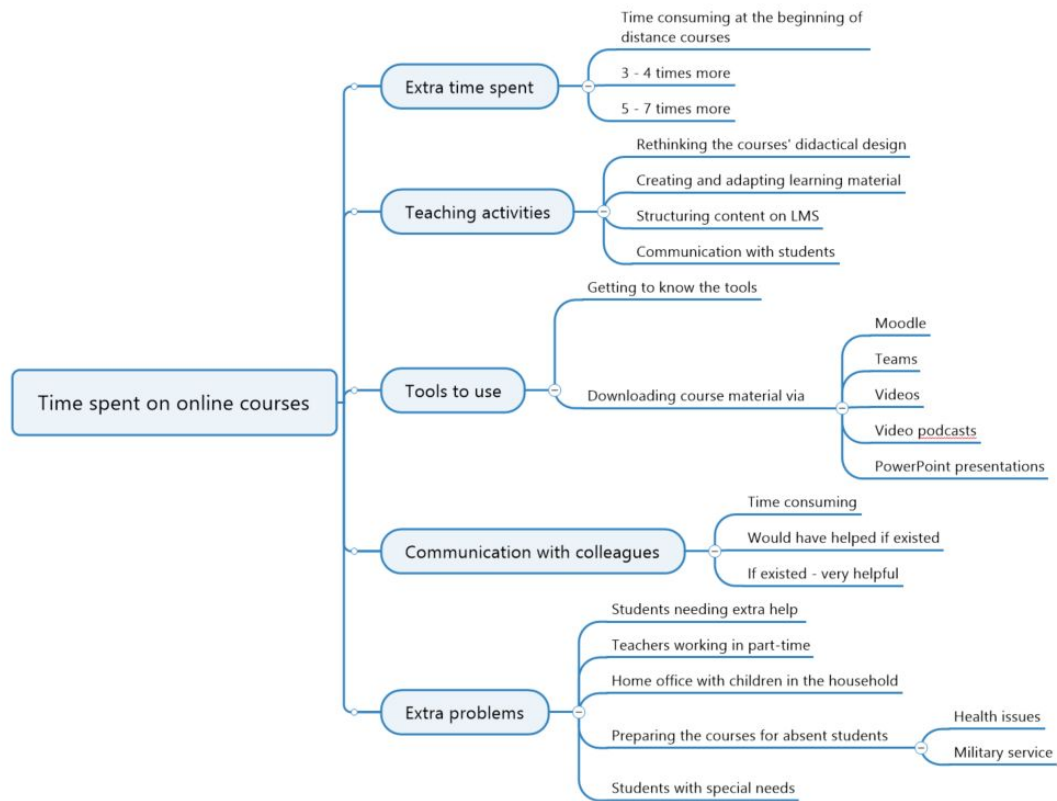 Time spent on online courses
Extra time spent
Time consuming at the beginning of
distance courses
3 - 4 times more
5 - 7 times more
Teaching activities
Rethinking the courses' didactical design
Creating and adapting learning material
Structuring content on LMS
Communication with students
Tools to use
Getting to know the tools
Downloading course material via
Moodle
Teams
Videos
Video podcasts
PowerPoint presentations
Communication with colleagues
Time consuming
Would have helped if existed
If existed - very helpful
Extra problems
Students needing extra help
Teachers working in part-time
Home office with children in the household
Preparing the courses for absent students
Health issues
Military service
Students with special needs